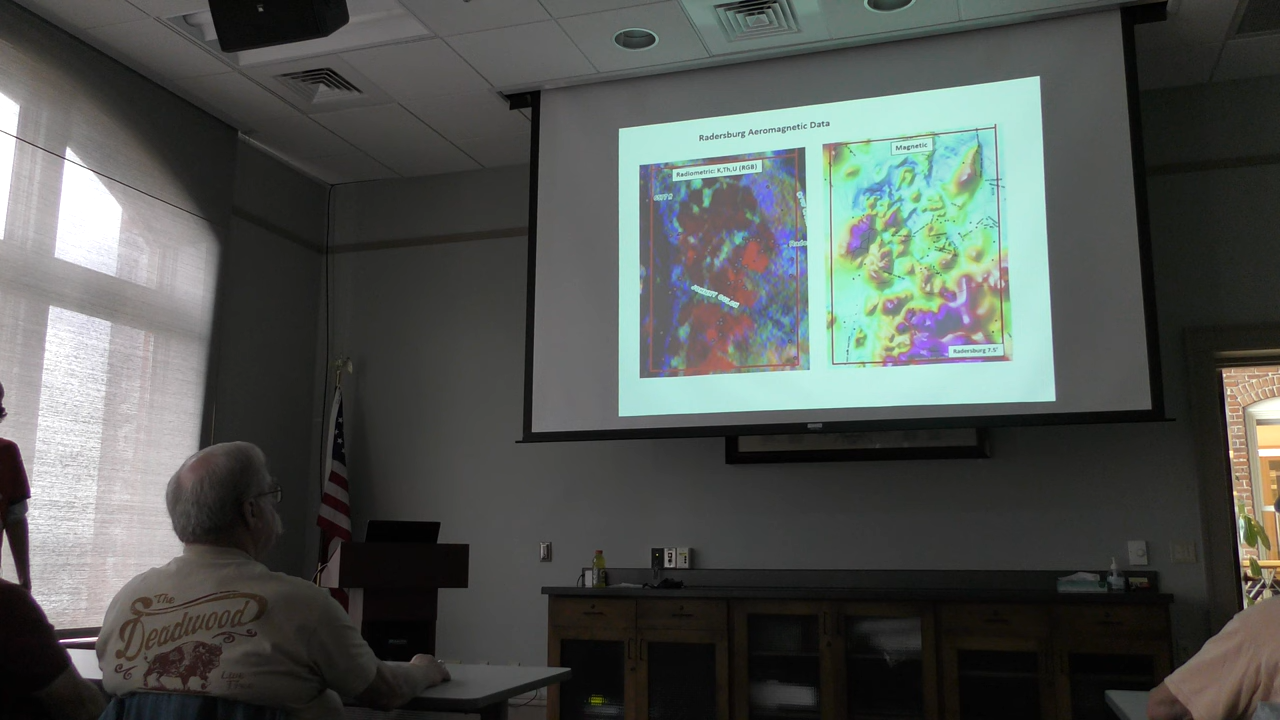 Radersburg Aeromagnetic Data
Radiometric: K,Th,U (RGB)
Magnetic
Radersburg 7.5'
The
Deadwood